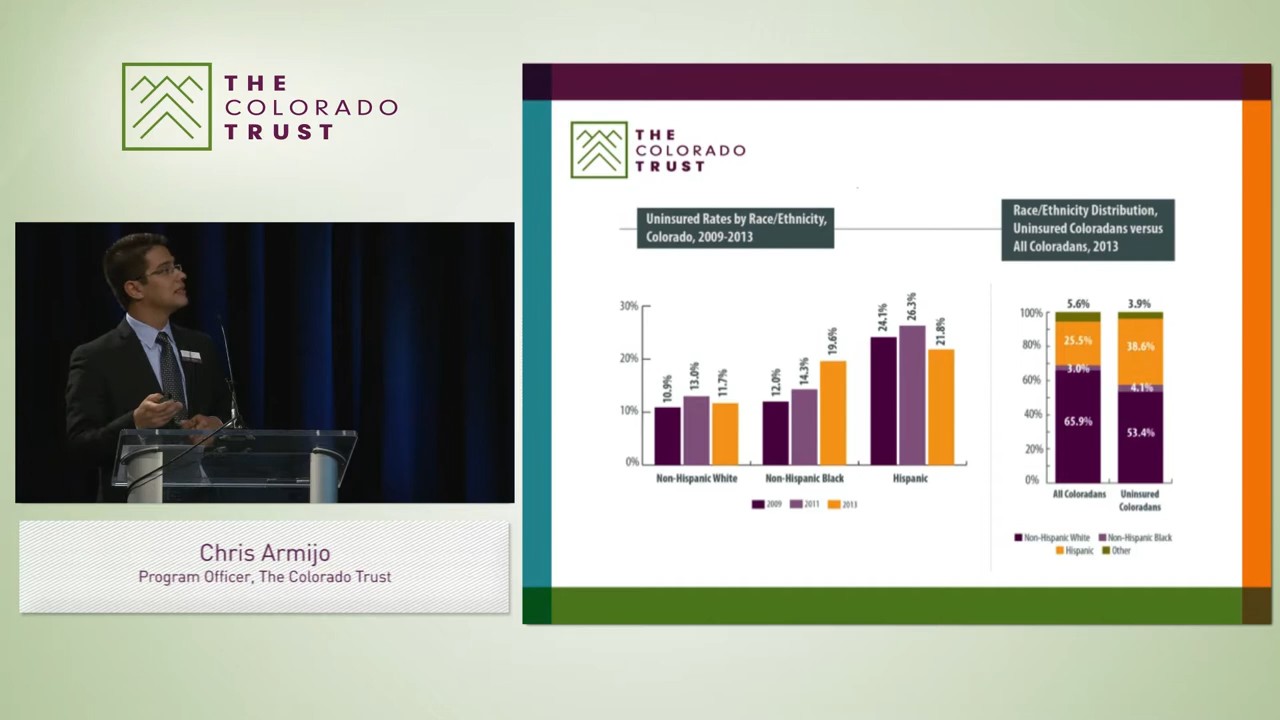 THE
COLORADO
TRUST
Chris Armijo
Program Officer, The Colorado Trust
THE
COLORADO
TRUST
Uninsured Rates by Race/Ethnicity,
Colorado, 2009-2013
30%
20%
10%
0%
10.9%
13.0%
11.7%
12.0%
14.3%
19.6%
24.1%
26.3%
21.8%
Non-Hispanic White
Non-Hispanic Black
Hispanic
2009
2011
2013
Race/Ethnicity Distribution,
Uninsured Coloradans versus
All Coloradans, 2013
100%
80%
60%
40%
20%
0%
5.6%
25.5%
3.0%
65.9%
3.9%
38.6%
4.1%
53.4%
All Coloradans
Uninsured
Coloradans
Non-Hispanic White
Non-Hispanic Black
Hispanic
Other